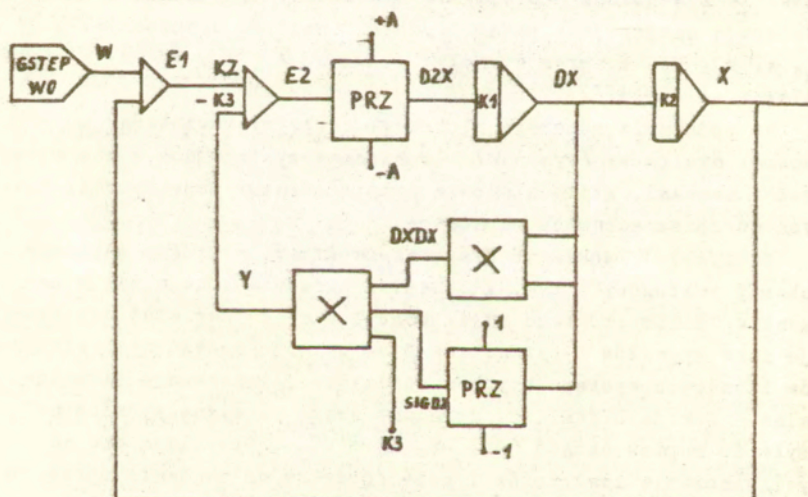 +A
W
E1
KZ
E2
D2X
DX
X
GSTEP
W0
-K3
PRZ
K1
K2
-A
DXDX
×
Y
×
1
SIGDX
PRZ
K3
-1